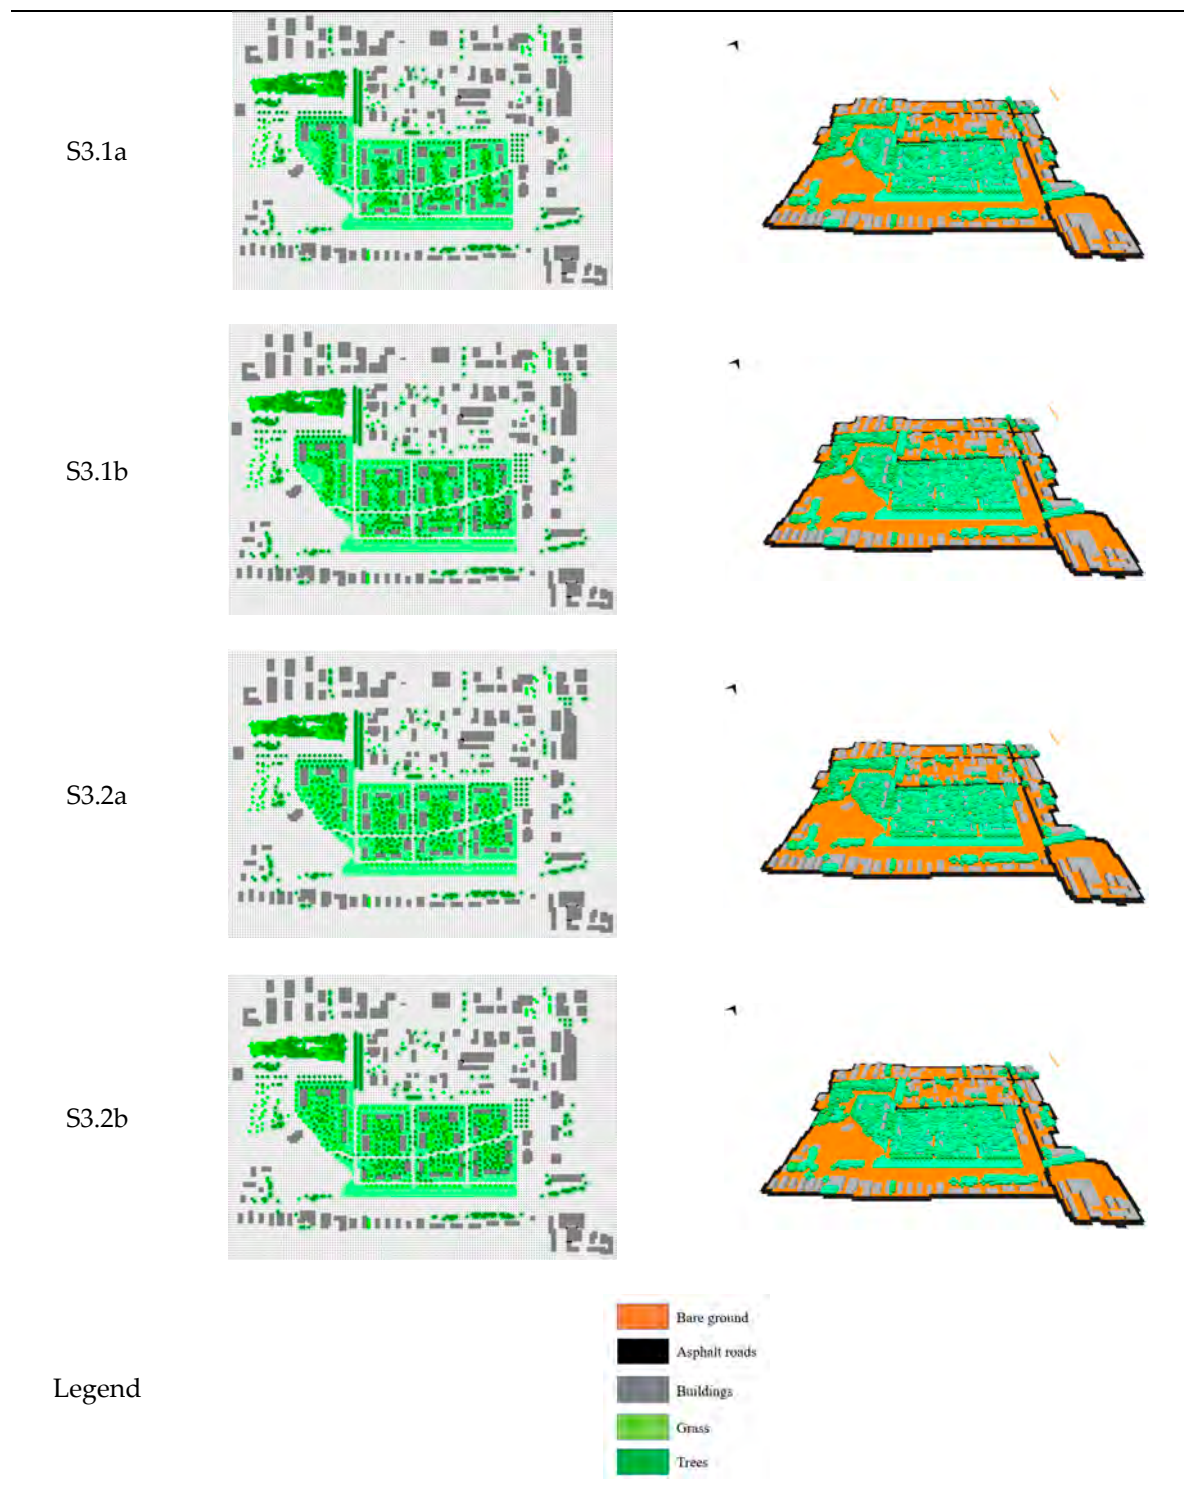 S3.1a
S3.1b
S3.2a
S3.2b
Legend
Bare ground
Asphalt roads
Buildings
Grass
Trees